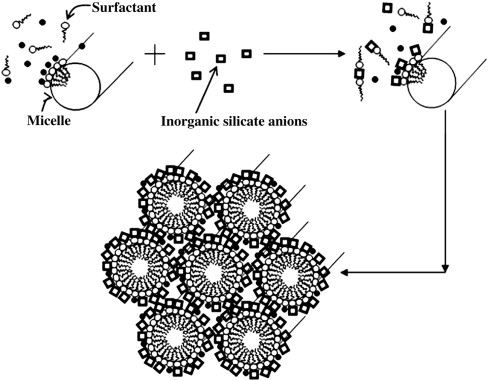 Surfactant
Micelle
Inorganic silicate anions